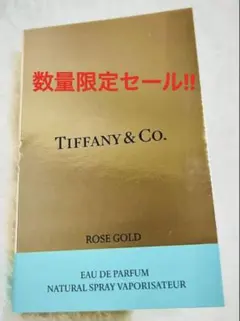 数量限定セール!!
TIFFANY & CO.
ROSE GOLD
EAU DE PARFUM
NATURAL SPRAY VAPORISATEUR